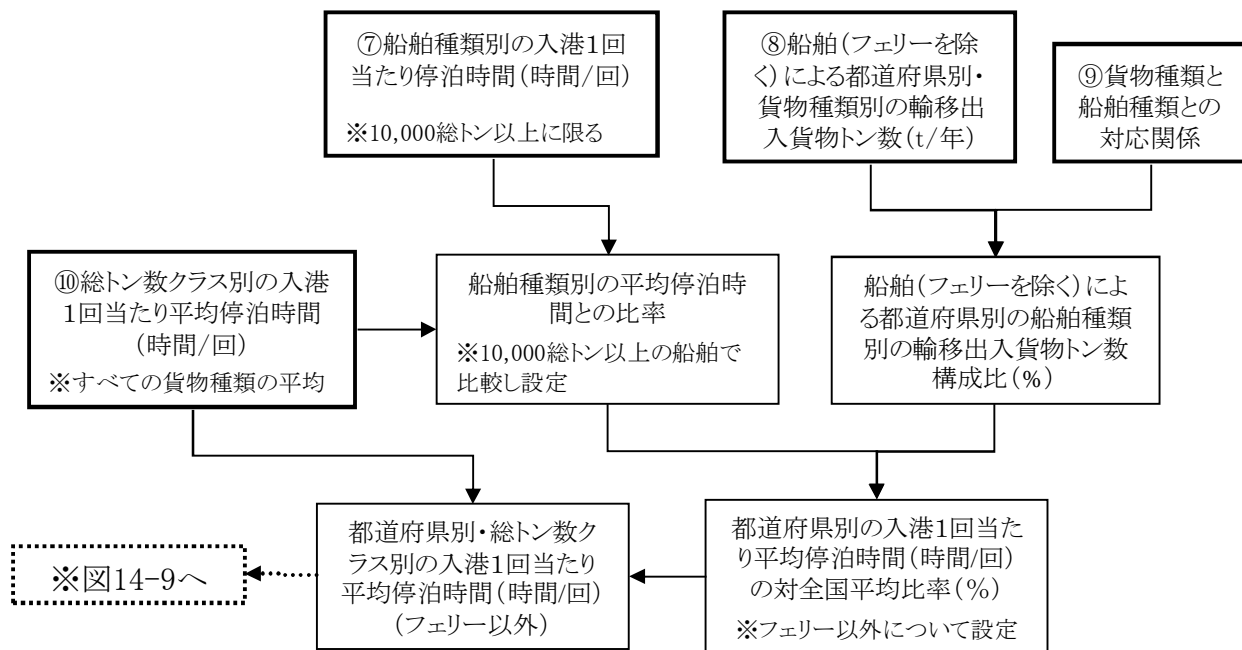 ⑦船舶種類別の入港1回
当たり停泊時間(時間/回)
※10,000総トン以上に限る
⑧船舶(フェリーを除
く)による都道府県別・
貨物種類別の輸移出
入貨物トン数(t/年)
⑨貨物種類と
船舶種類との
対応関係
⑩総トン数クラス別の入港
1回当たり平均停泊時間
(時間/回)
※すべての貨物種類の平均
船舶種類別の平均停泊時
間との比率
※10,000総トン以上の船舶で
比較し設定
船舶(フェリーを除く)によ
る都道府県別の船舶種類
別の輸移出入貨物トン数
構成比(%)
※図14-9へ
都道府県別・総トン数ク
ラス別の入港1回当たり
平均停泊時間(時間/回)
(フェリー以外)
都道府県別の入港1回当た
り平均停泊時間(時間/回)
の対全国平均比率(%)
※フェリー以外について設定